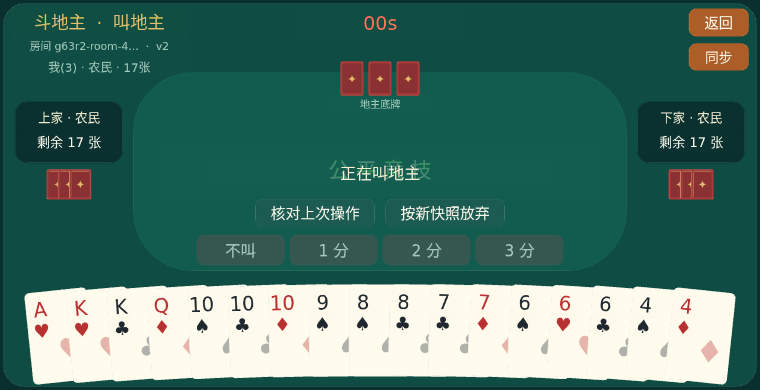 斗地主 · 叫地主
房间 g63r2-room-4... · v2
我(3) · 农民 · 17张
00s
返回
同步
地主底牌
上家 · 农民
剩余 17 张
下家 · 农民
剩余 17 张
公平竞技
正在叫地主
核对上次操作
按新快照放弃
不叫
1 分
2 分
3 分
A K K Q 10 10 10 9 8 8 7 7 6 6 6 4 4